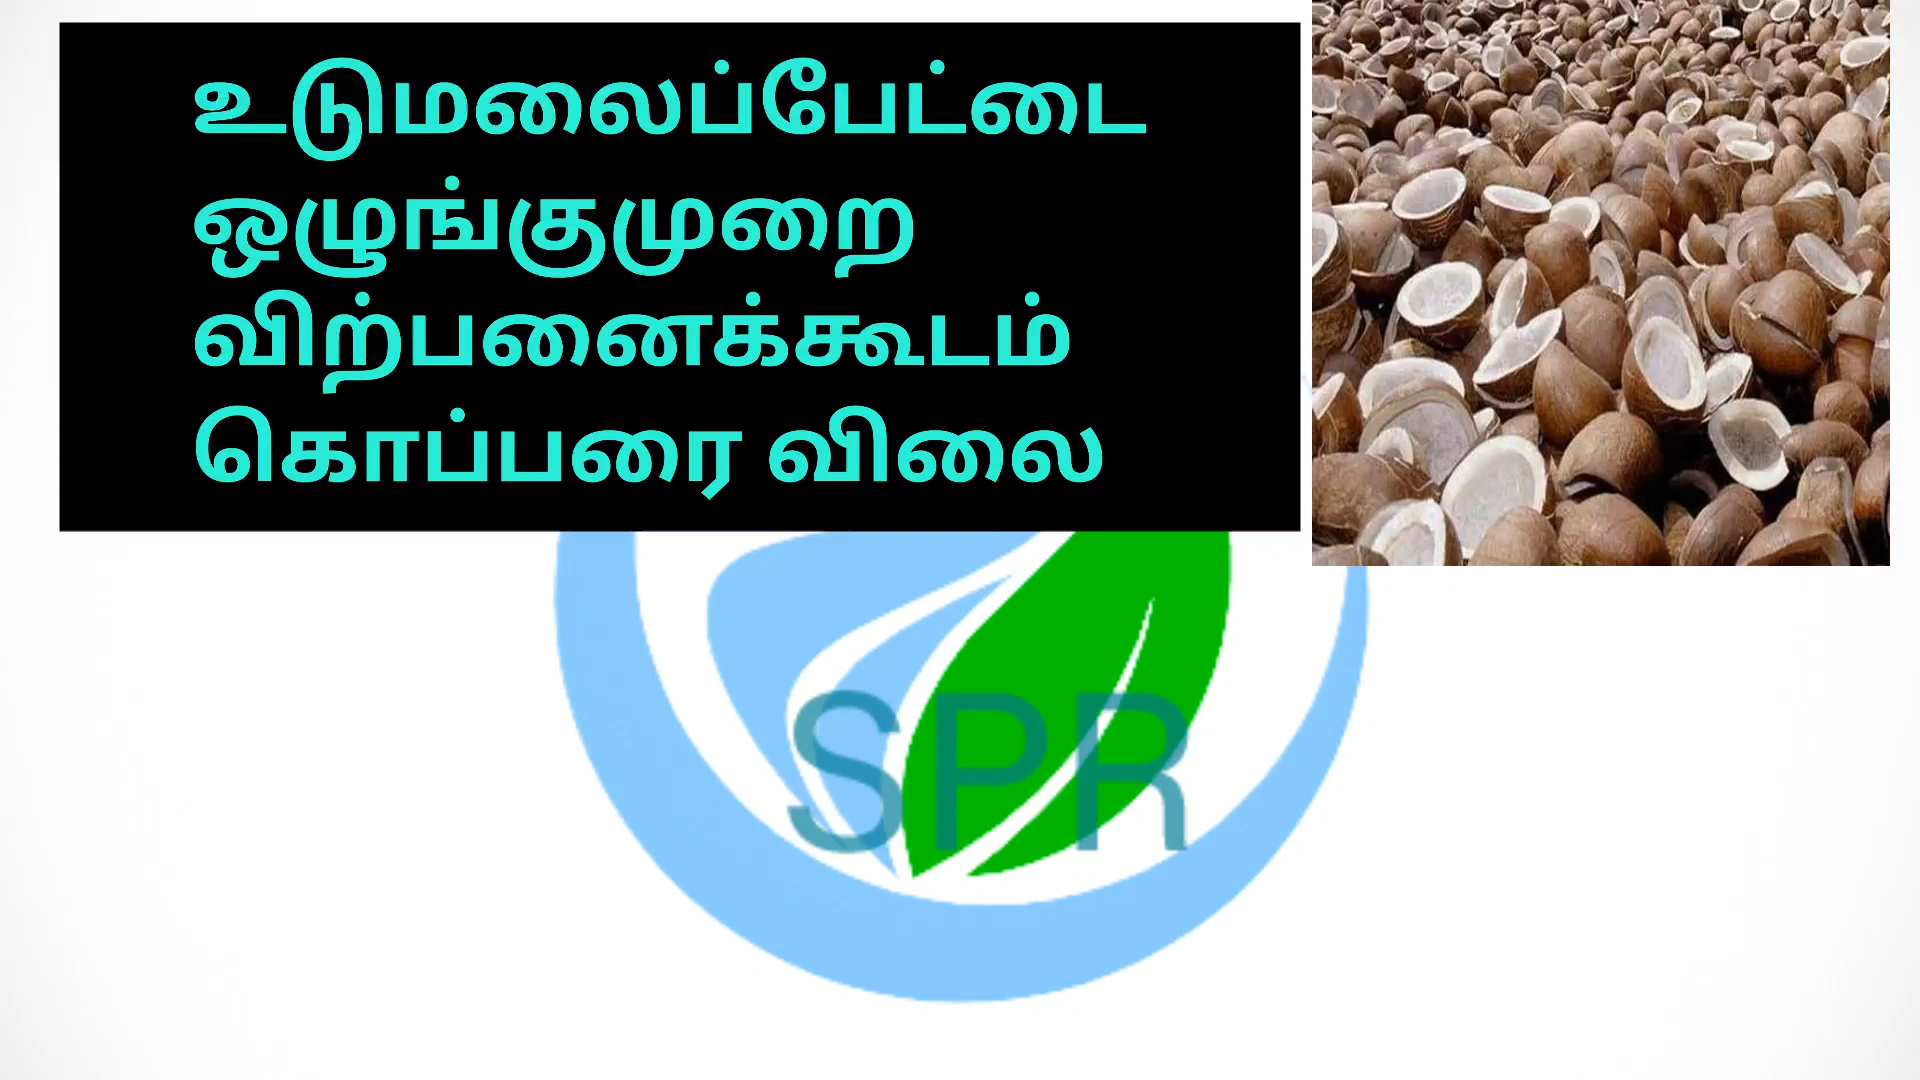 உடுமலைப்பேட்டை
ஒழுங்குமுறை
விற்பனைக்கூடம்
கொப்பரை விலை
SPR